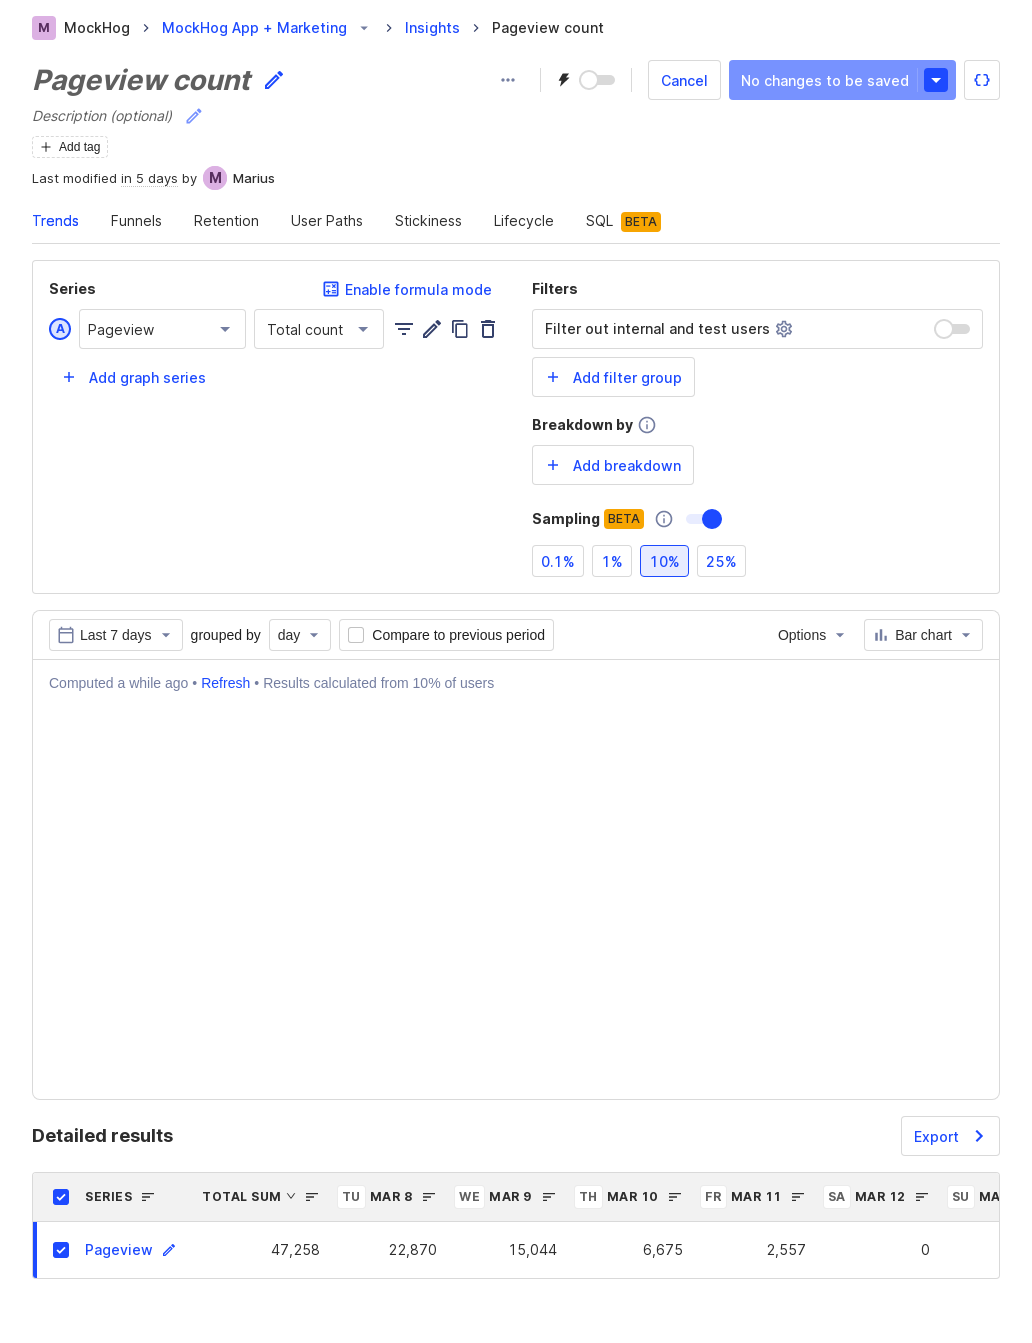 M MockHog MockHog App + Marketing Insights Pageview count
Pageview count
Cancel No changes to be saved
Description (optional)
Add tag
Last modified in 5 days by M Marius
Trends Funnels Retention User Paths Stickiness Lifecycle SQL BETA
Series Enable formula mode
A Pageview Total count
Add graph series
Filters
Filter out internal and test users
Add filter group
Breakdown by
Add breakdown
Sampling BETA
0.1% 1% 10% 25%
Last 7 days grouped by day Compare to previous period Options Bar chart
Computed a while ago • Refresh • Results calculated from 10% of users
Detailed results Export
SERIES TOTAL SUM TU MAR 8 WE MAR 9 TH MAR 10 FR MAR 11 SA MAR 12 SU MA
Pageview 47,258 22,870 15,044 6,675 2,557 0